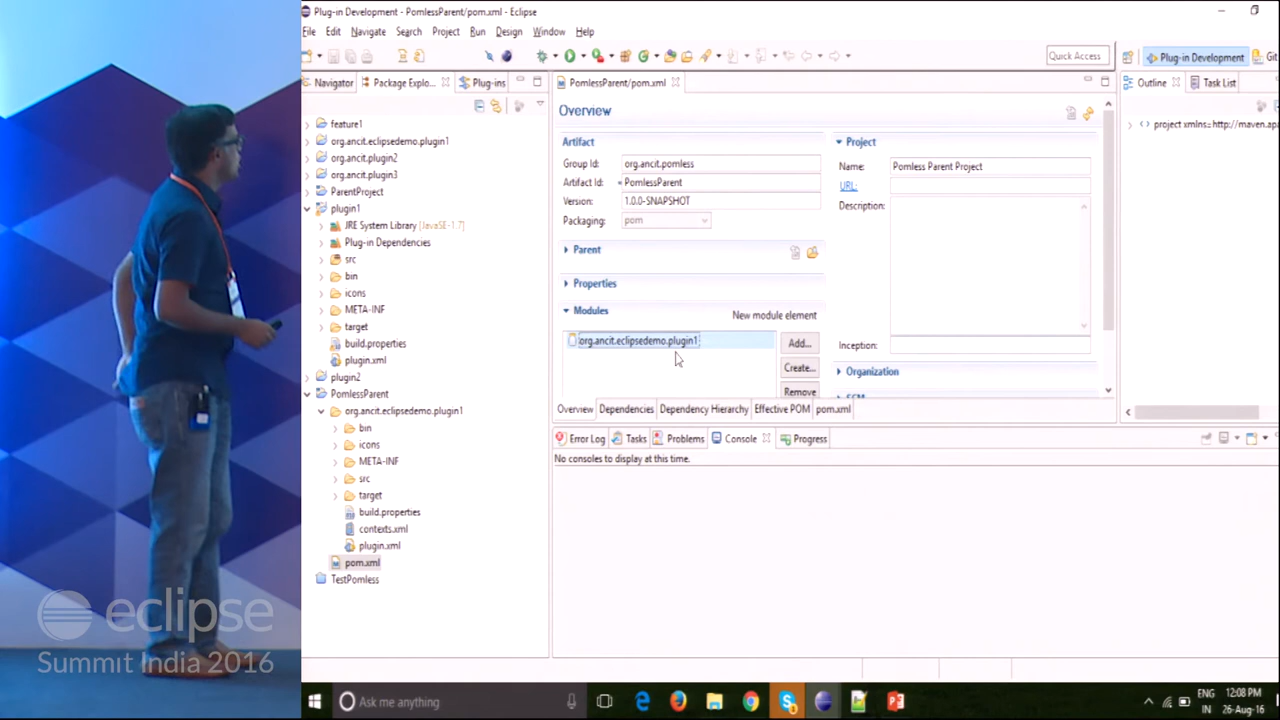 Plug-in Development - PomlessParent/pom.xml - Eclipse
File Edit Navigate Search Project Run Design Window Help
Quick Access
Plug-in Development
Git
Navigator
Package Explo...
Plug-ins
feature1
org.ancit.eclipsedemo.plugin1
org.ancit.plugin2
org.ancit.plugin3
ParentProject
plugin1
JRE System Library [JavaSE-1.7]
Plug-in Dependencies
src
bin
icons
META-INF
target
build.properties
plugin.xml
plugin2
PomlessParent
org.ancit.eclipsedemo.plugin1
bin
icons
META-INF
src
target
build.properties
contexts.xml
plugin.xml
pom.xml
TestPomless
PomlessParent/pom.xml
Overview
Artifact
Group Id: org.ancit.pomless
Artifact Id: PomlessParent
Version: 1.0.0-SNAPSHOT
Packaging: pom
Parent
Properties
Modules
New module element
org.ancit.eclipsedemo.plugin1
Add...
Create...
Remove
Project
Name: Pomless Parent Project
URL:
Description:
Inception:
Organization
SCM
Overview Dependencies Dependency Hierarchy Effective POM pom.xml
Outline
Task List
project xmlns=http://maven.apa
Error Log Tasks Problems Console Progress
No consoles to display at this time.
eclipse
Summit India 2016
Ask me anything
ENG
IN
12:08 PM
26-Aug-16